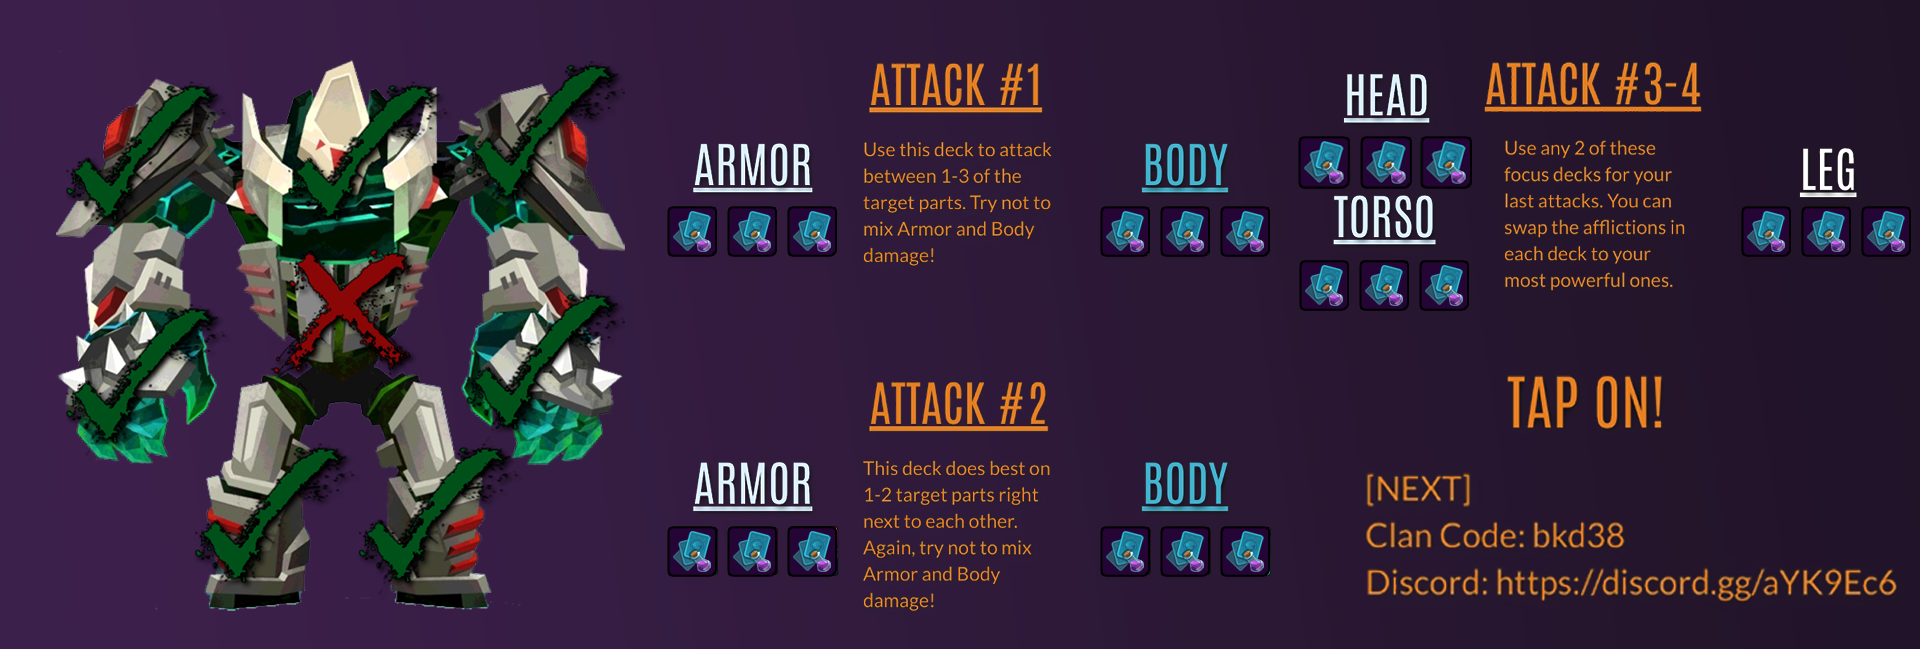 ATTACK #1
ARMOR
Use this deck to attack
between 1-3 of the
target parts. Try not to
mix Armor and Body
damage!
BODY
ATTACK #2
ARMOR
This deck does best on
1-2 target parts right
next to each other.
Again, try not to mix
Armor and Body
damage!
BODY
HEAD
TORSO
ATTACK #3-4
Use any 2 of these
focus decks for your
last attacks. You can
swap the afflictions in
each deck to your
most powerful ones.
LEG
TAP ON!
[NEXT]
Clan Code: bkd38
Discord: https://discord.gg/aYK9Ec6